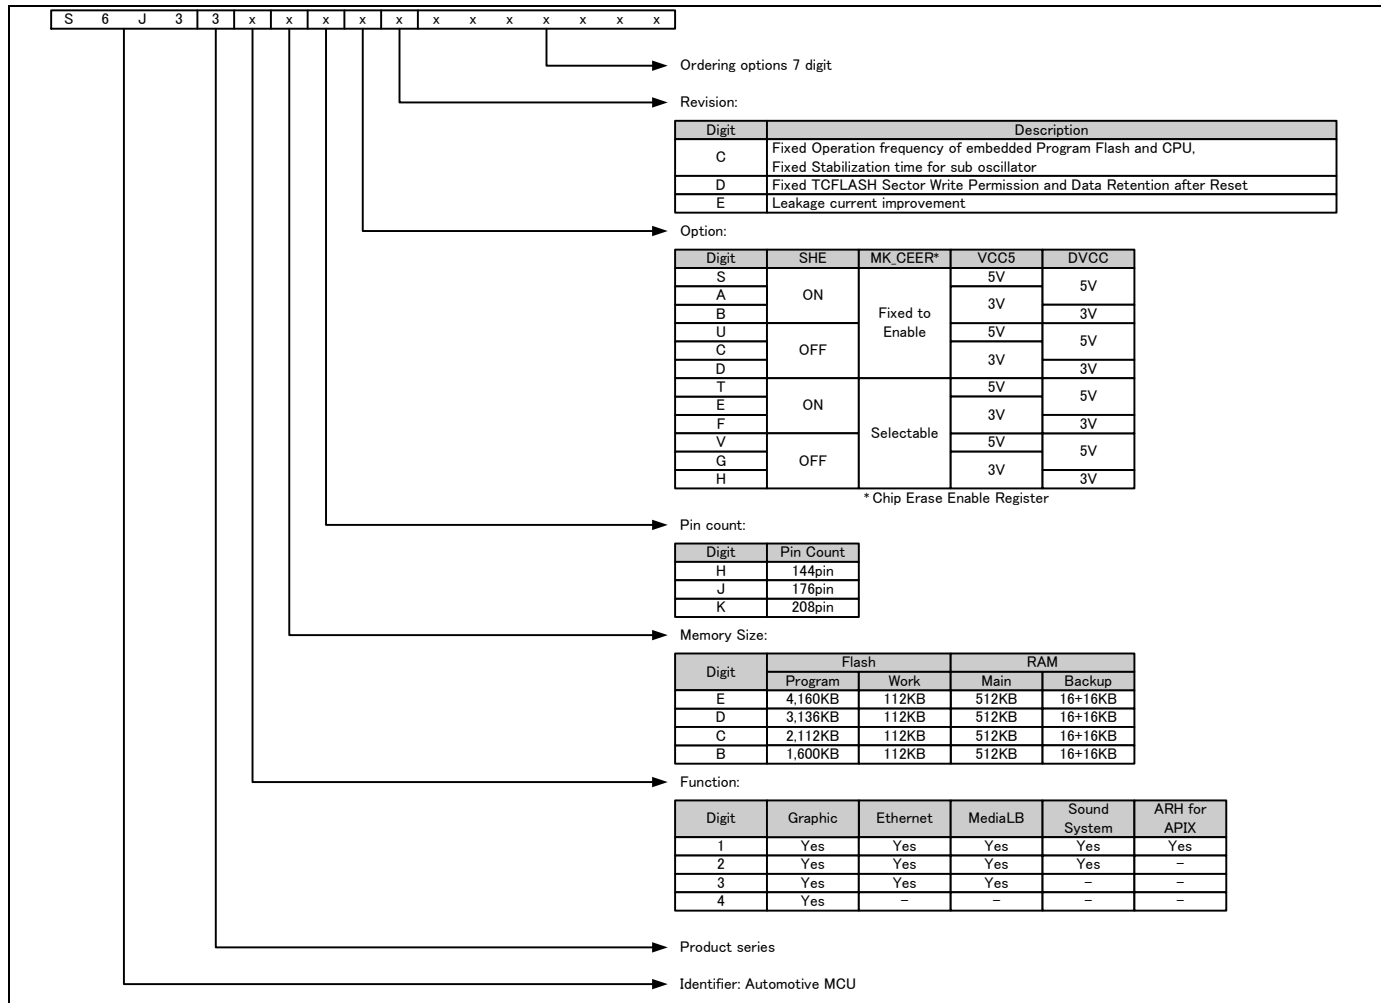 S 6 J 3 3 x x x x x x x x x x x x
Ordering options 7 digit
Revision:
Digit Description
C Fixed Operation frequency of embedded Program Flash and CPU,
Fixed Stabilization time for sub oscillator
D Fixed TCFLASH Sector Write Permission and Data Retention after Reset
E Leakage current improvement
Option:
Digit SHE MK_CEER* VCC5 DVCC
S ON Fixed to Enable 5V 5V
A 3V
B 3V
U OFF 5V 5V
C 3V
D 3V
T ON Selectable 5V 5V
E 3V
F 3V
V OFF 5V 5V
G 3V
H 3V
* Chip Erase Enable Register
Pin count:
Digit Pin Count
H 144pin
J 176pin
K 208pin
Memory Size:
Digit Flash RAM
Program Work Main Backup
E 4,160KB 112KB 512KB 16+16KB
D 3,136KB 112KB 512KB 16+16KB
C 2,112KB 112KB 512KB 16+16KB
B 1,600KB 112KB 512KB 16+16KB
Function:
Digit Graphic Ethernet MediaLB Sound System ARH for APIX
1 Yes Yes Yes Yes Yes
2 Yes Yes Yes Yes -
3 Yes Yes Yes - -
4 Yes - - - -
Product series
Identifier: Automotive MCU